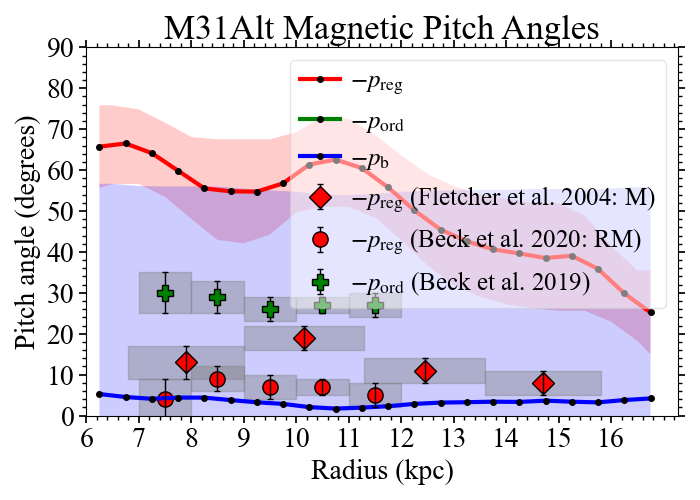 M31Alt Magnetic Pitch Angles
90
80
70
60
50
40
30
20
10
0
Pitch angle (degrees)
−p_reg
−p_ord
−p_b
−p_reg (Fletcher et al. 2004: M)
−p_reg (Beck et al. 2020: RM)
−p_ord (Beck et al. 2019)
6 7 8 9 10 11 12 13 14 15 16
Radius (kpc)